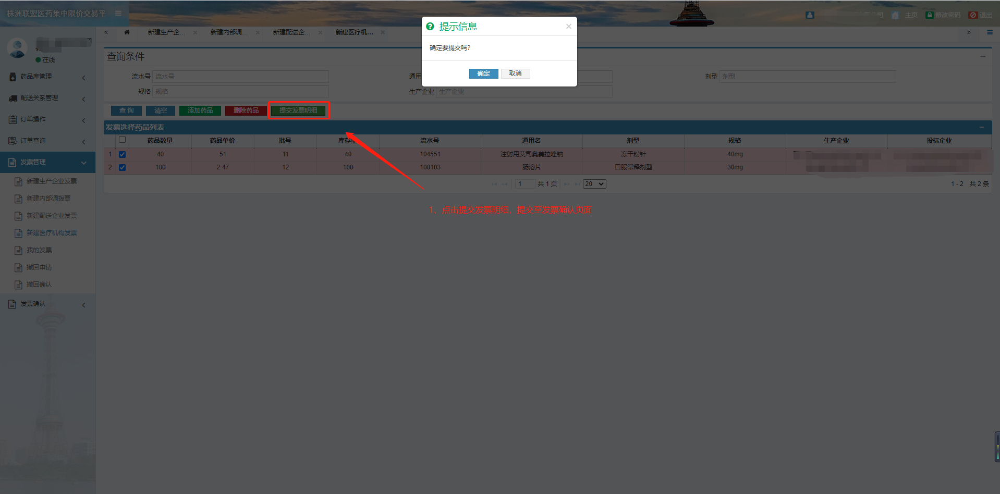 株洲联盟医药集中限价交易平
主页 修改密码 退出
新建生产企... 新建内部调... 新建配送企... 新建医疗机...
提示信息
确定要提交吗?
确定 取消
在线
药品库管理
配送关系管理
订单操作
订单查询
发票管理
新建生产企业发票
新建内部调拨票
新建配送企业发票
新建医疗机构发票
我的发票
撤回申请
撤回确认
发票确认
查询条件
流水号 流水号 通用 剂型 剂型
规格 规格 生产企业 生产企业
查 询 清空 添加药品 删除药品 提交发票明细
发票选择药品列表
药品数量 药品单价 批号 流水号 通用名 剂型 规格 生产企业 投标企业
1 40 51 11 40 104551 注射用艾司奥美拉唑钠 冻干粉针 40mg
2 100 2.47 12 100 100103 肠溶片 口服常释剂型 30mg
1 共 1 页 20 1 - 2 共 2 条
1、点击提交发票明细，提交至发票确认页面